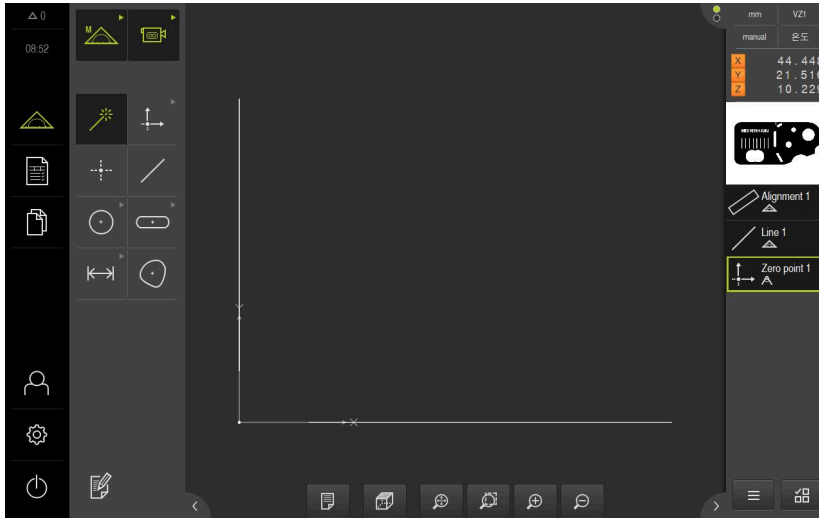 △ 0
08:52
M
mm
VZ1
manual
온도
X 44.448
Y 21.516
Z 10.229
HEIDENHAIN
Alignment 1
Line 1
Zero point 1
Y
X